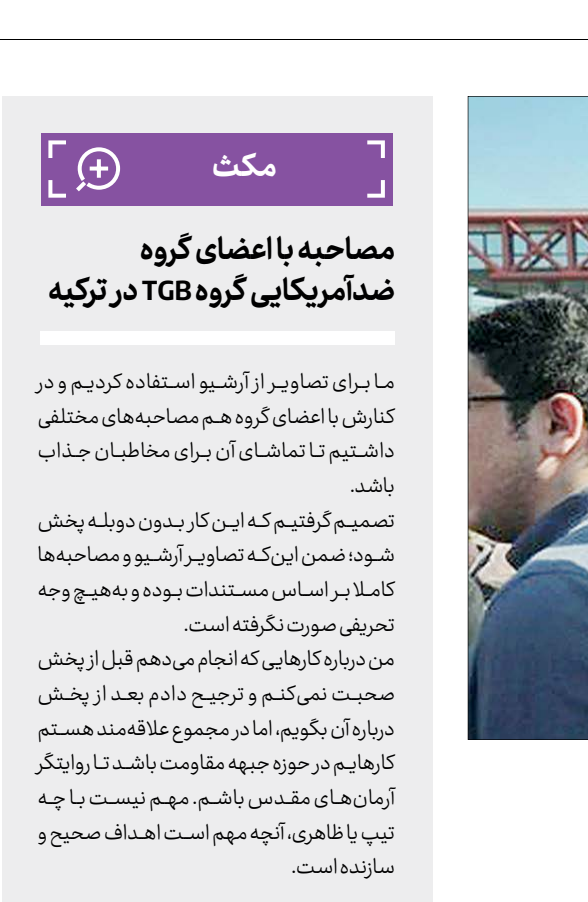 مکث
مصاحبه با اعضای گروه
ضدآمریکایی گروه TGB در ترکیه
ما برای تصاویر از آرشیو استفاده کردیم و در
کنارش با اعضای گروه هم مصاحبه‌های مختلفی
داشتیم تا تماشای آن برای مخاطبان جذاب
باشد.
تصمیم گرفتیم که این کار بدون دوبله پخش
شود؛ ضمن این‌که تصاویر آرشیو و مصاحبه‌ها
کاملا بر اساس مستندات بوده و به‌هیچ وجه
تحریفی صورت نگرفته است.
من درباره کارهایی که انجام می‌دهم قبل از پخش
صحبت نمی‌کنم و ترجیح دادم بعد از پخش
درباره آن بگویم، اما در مجموع علاقه‌مند هستم
کارهایم در حوزه جبهه مقاومت باشد تا روایتگر
آرمان‌های مقدس باشم. مهم نیست با چه
تیپ یا ظاهری، آنچه مهم است اهداف صحیح و
سازنده است.